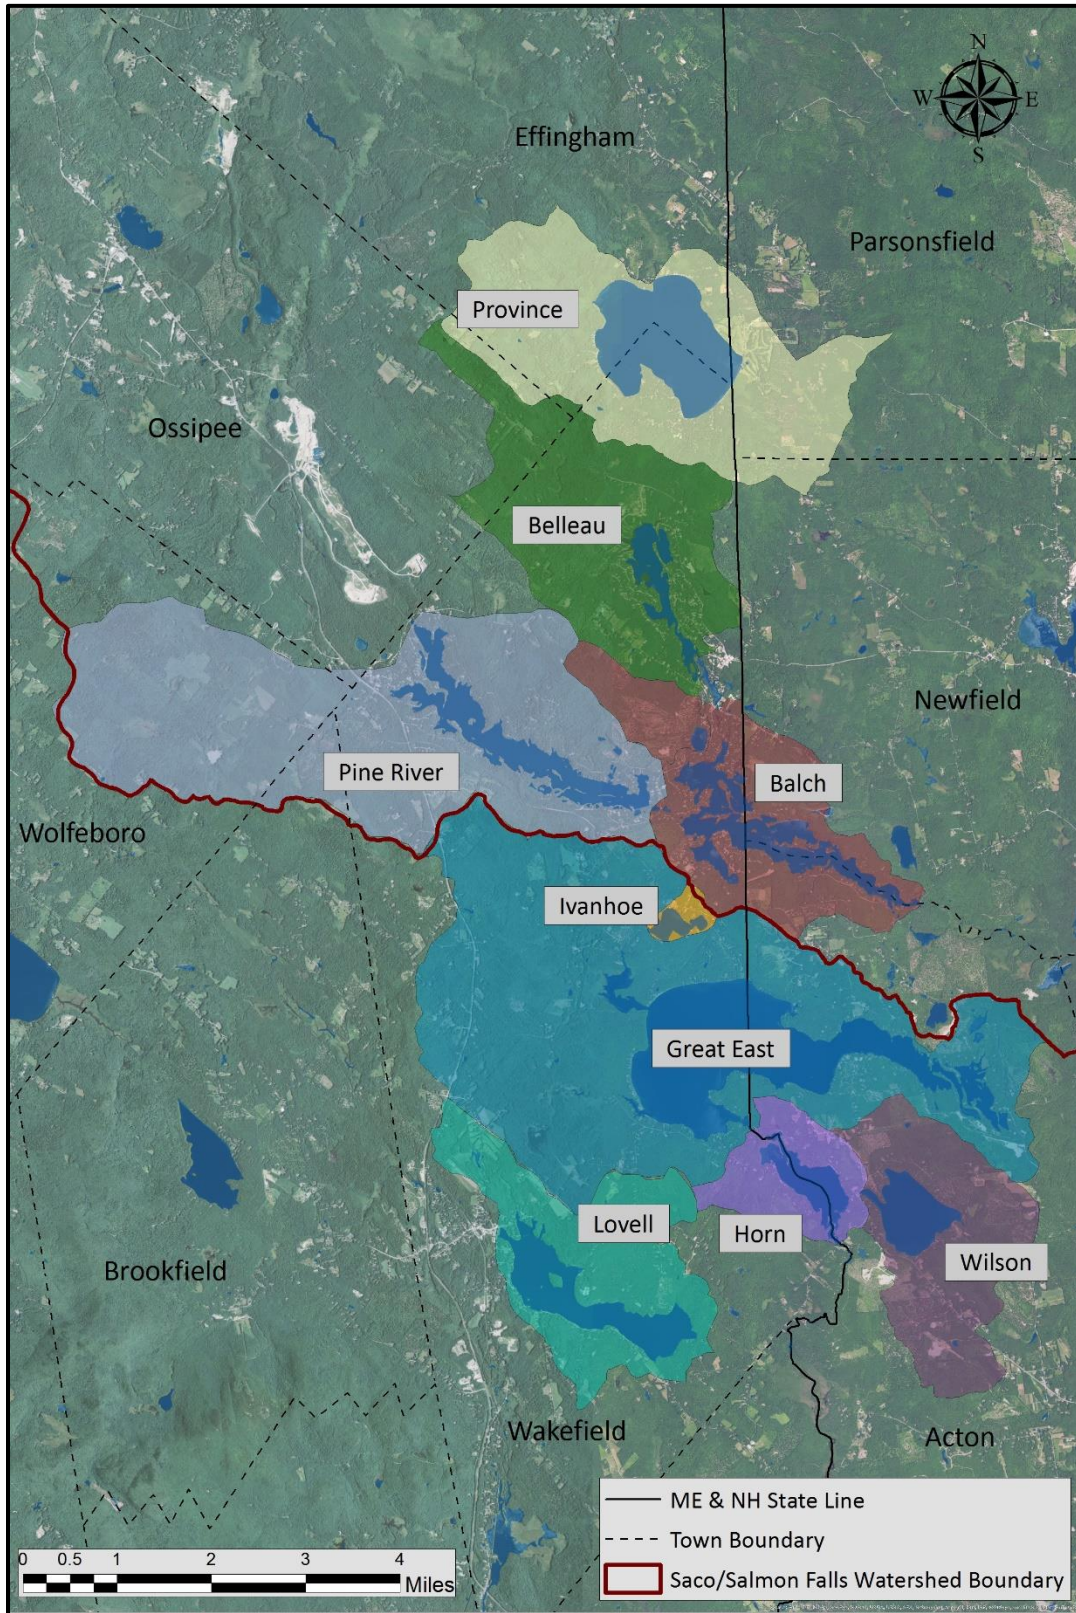 N
W E
S
Effingham
Parsonsfield
Province
Ossipee
Belleau
Newfield
Pine River
Balch
Wolfeboro
Ivanhoe
Great East
Lovell
Horn
Wilson
Brookfield
Wakefield
Acton
ME & NH State Line
Town Boundary
Saco/Salmon Falls Watershed Boundary
0 0.5 1 2 3 4
Miles